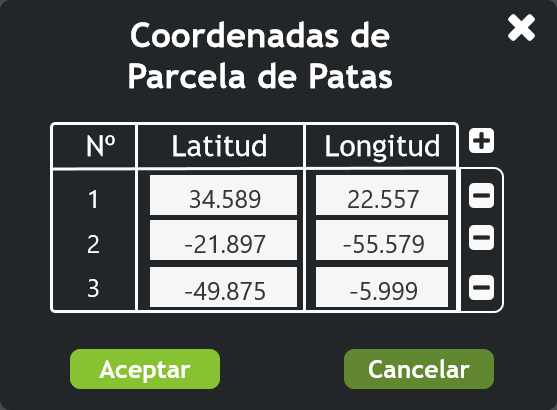 Coordenadas de
Parcela de Patas
Nº Latitud Longitud
1 34.589 22.557
2 -21.897 -55.579
3 -49.875 -5.999
Aceptar Cancelar